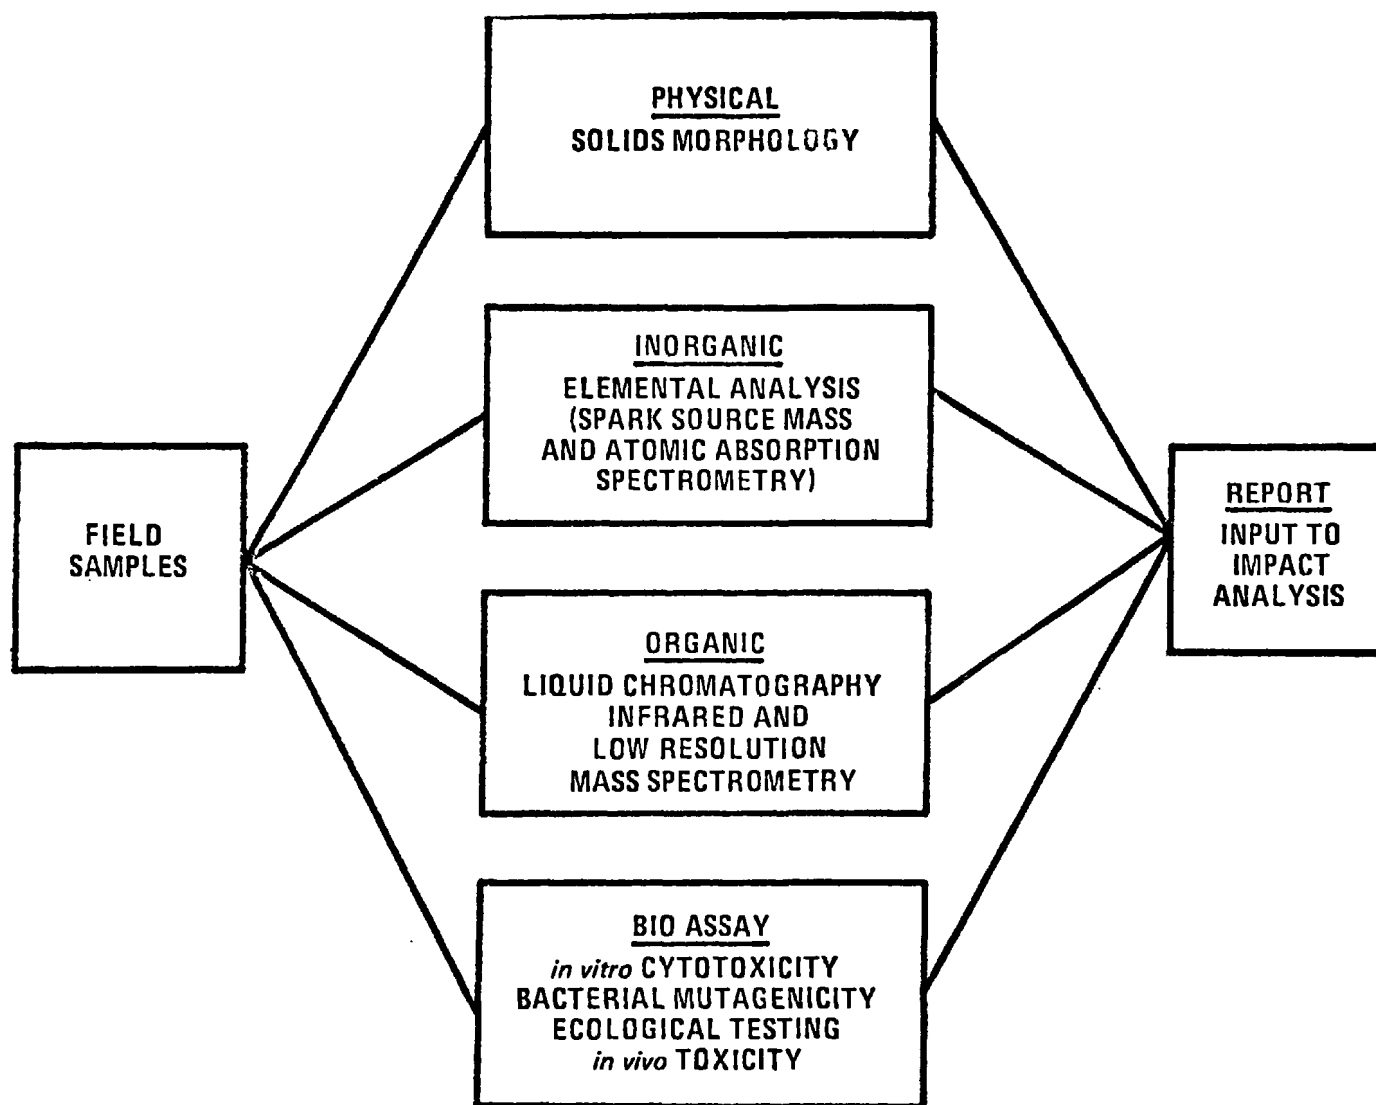 PHYSICAL
SOLIDS MORPHOLOGY
INORGANIC
ELEMENTAL ANALYSIS
(SPARK SOURCE MASS
AND ATOMIC ABSORPTION
SPECTROMETRY)
FIELD
SAMPLES
REPORT
INPUT TO
IMPACT
ANALYSIS
ORGANIC
LIQUID CHROMATOGRAPHY
INFRARED AND
LOW RESOLUTION
MASS SPECTROMETRY
BIO ASSAY
in vitro CYTOTOXICITY
BACTERIAL MUTAGENICITY
ECOLOGICAL TESTING
in vivo TOXICITY